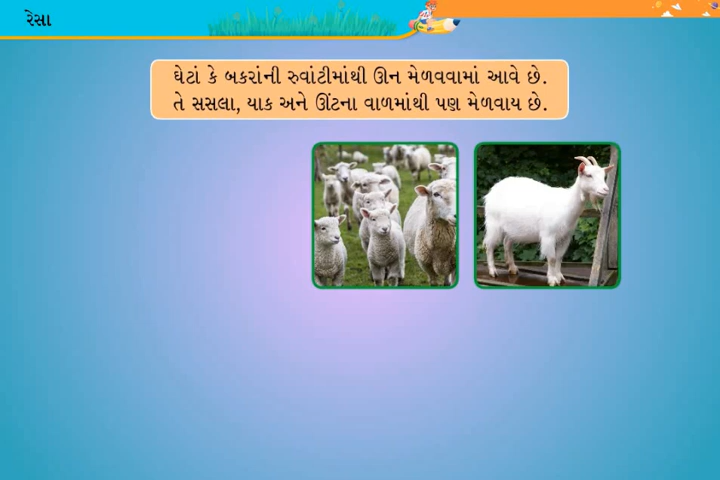 રેસા
ઘેટાં કે બકરાંની રુવાંટીમાંથી ઊન મેળવવામાં આવે છે.
તે સસલા, યાક અને ઊંટના વાળમાંથી પણ મેળવાય છે.